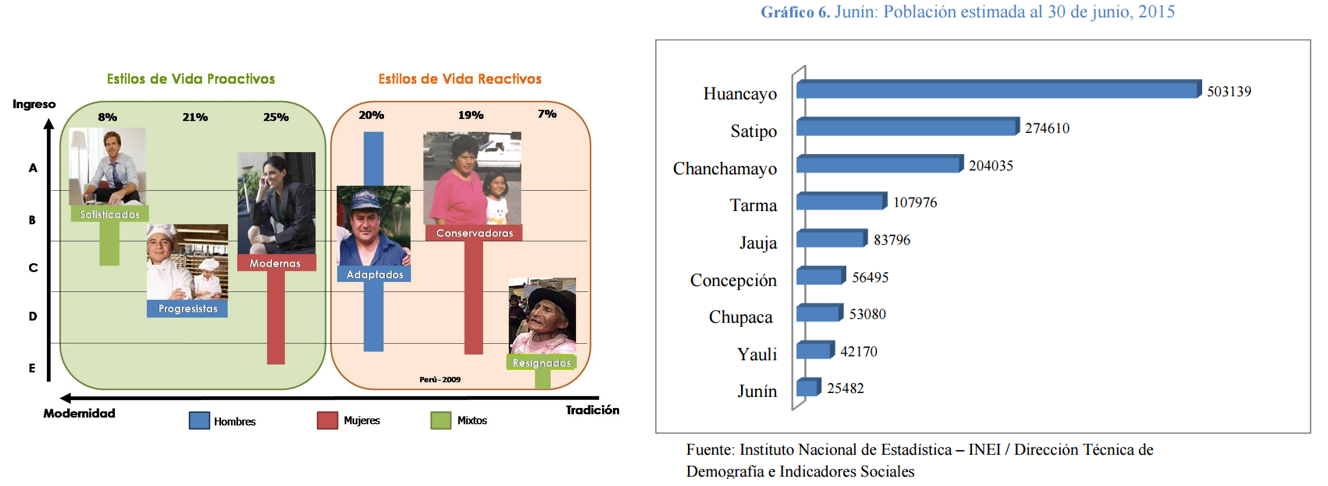 Estilos de Vida Proactivos
Estilos de Vida Reactivos
Ingreso
8%
21%
25%
20%
19%
7%
A
B
C
D
E
Sofisticados
Progresistas
Modernas
Adaptados
Conservadoras
Resignados
Perú - 2009
Modernidad
Tradición
Hombres
Mujeres
Mixtos
Gráfico 6. Junín: Población estimada al 30 de junio, 2015
Huancayo 503139
Satipo 274610
Chanchamayo 204035
Tarma 107976
Jauja 83796
Concepción 56495
Chupaca 53080
Yauli 42170
Junín 25482
Fuente: Instituto Nacional de Estadística – INEI / Dirección Técnica de
Demografía e Indicadores Sociales